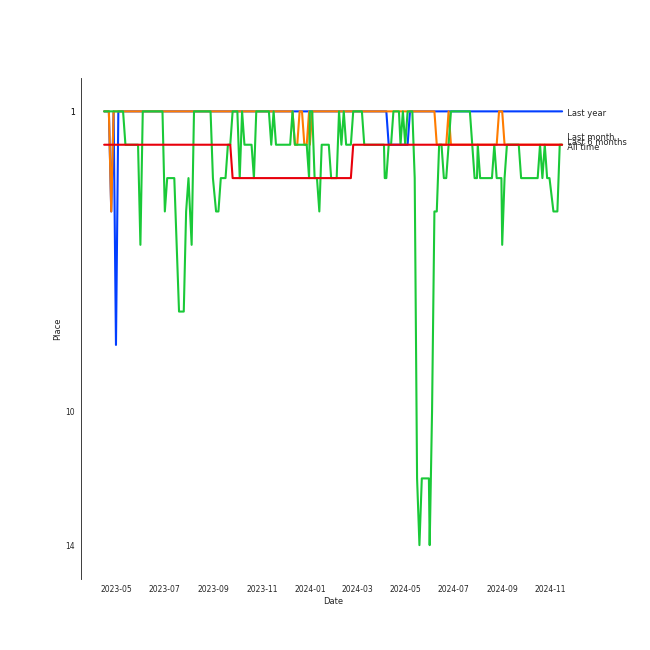 1
Last year
Last month
Last 6 months
All time
Place
10
14
2023-05 2023-07 2023-09 2023-11 2024-01 2024-03 2024-05 2024-07 2024-09 2024-11
Date